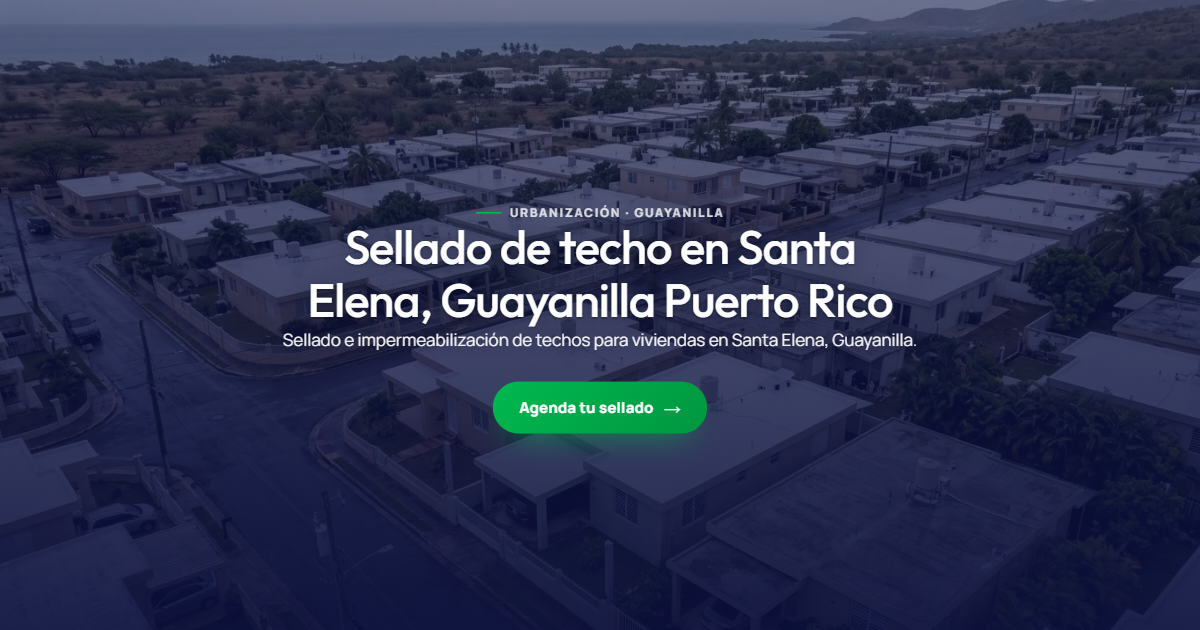 URBANIZACIÓN · GUAYANILLA
Sellado de techo en Santa
Elena, Guayanilla Puerto Rico
Sellado e impermeabilización de techos para viviendas en Santa Elena, Guayanilla.
Agenda tu sellado →